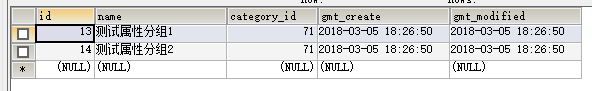 id name category_id gmt_create gmt_modified
13 测试属性分组1 71 2018-03-05 18:26:50 2018-03-05 18:26:50
14 测试属性分组2 71 2018-03-05 18:26:50 2018-03-05 18:26:50
* (NULL) (NULL) (NULL) (NULL) (NULL)